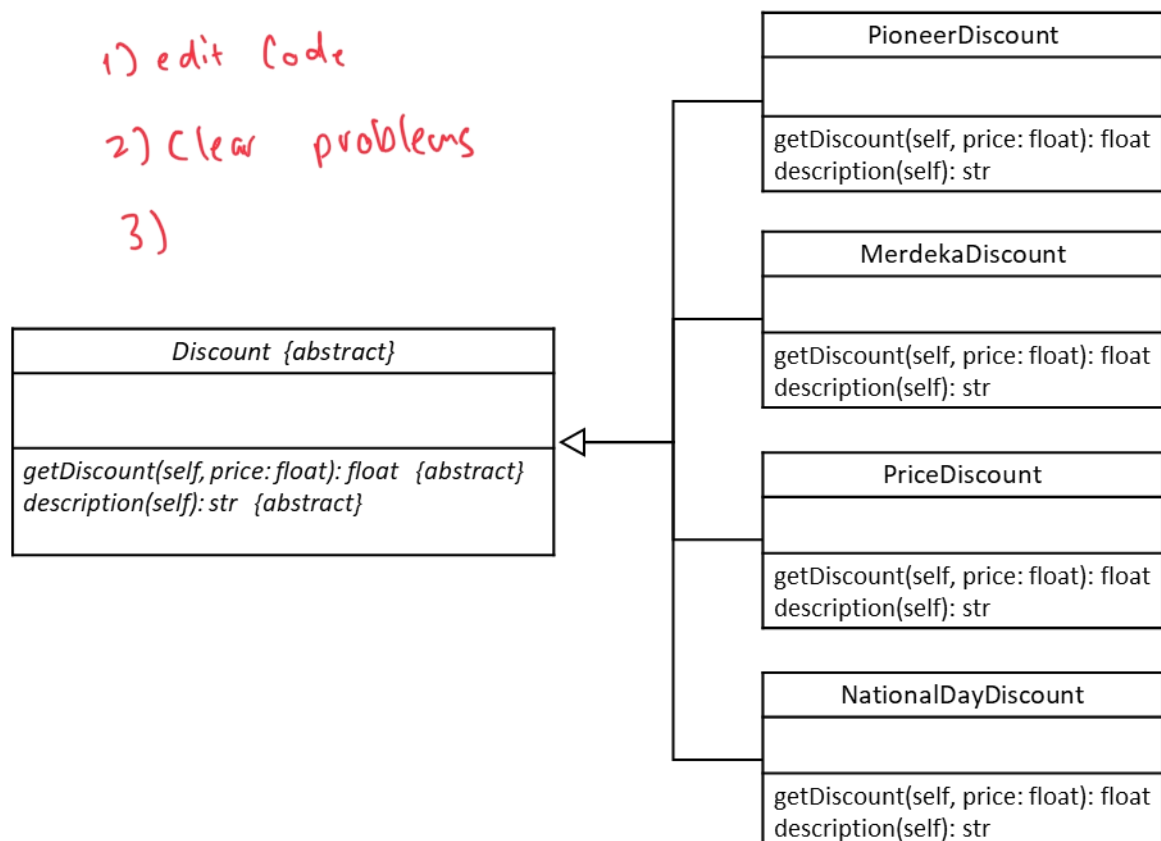 1) edit Code
2) Clear problems
3)
Discount {abstract}
getDiscount(self, price: float): float {abstract}
description(self): str {abstract}
PioneerDiscount
getDiscount(self, price: float): float
description(self): str
MerdekaDiscount
getDiscount(self, price: float): float
description(self): str
PriceDiscount
getDiscount(self, price: float): float
description(self): str
NationalDayDiscount
getDiscount(self, price: float): float
description(self): str